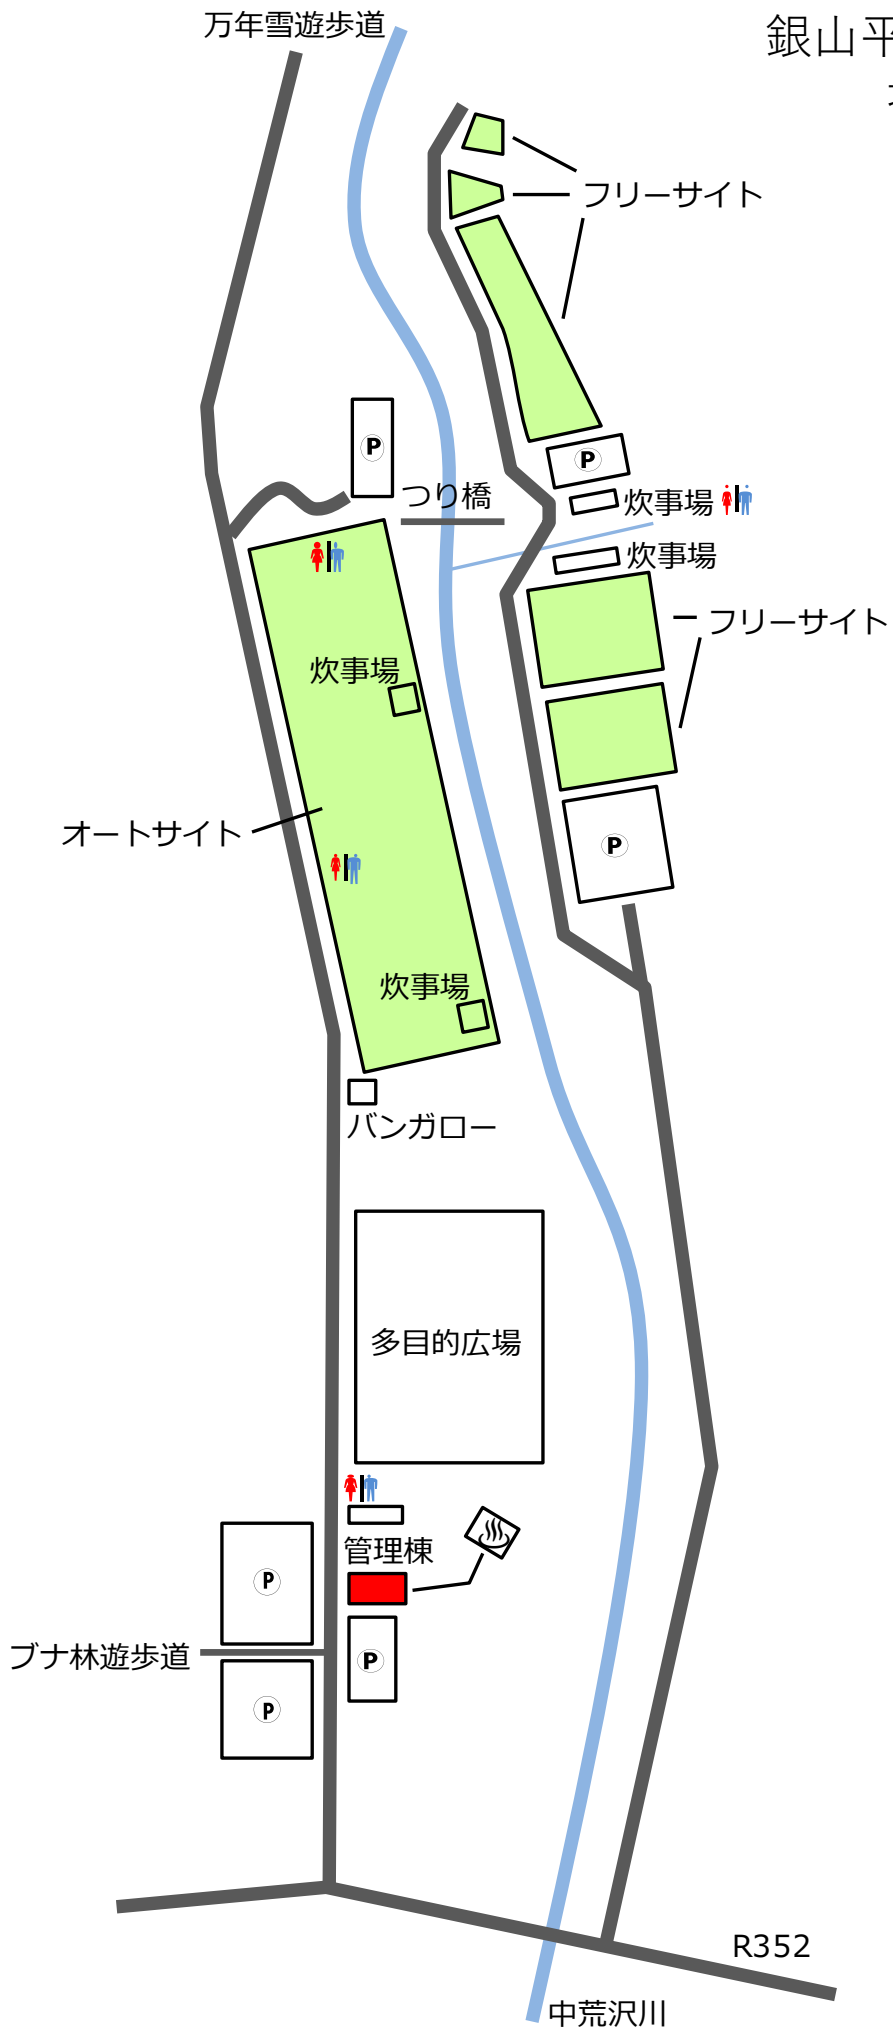 万年雪遊歩道
銀山平
フリーサイト
P
P
つり橋
炊事場
炊事場
フリーサイト
炊事場
オートサイト
P
炊事場
バンガロー
多目的広場
管理棟
P
ブナ林遊歩道
P
P
R352
中荒沢川